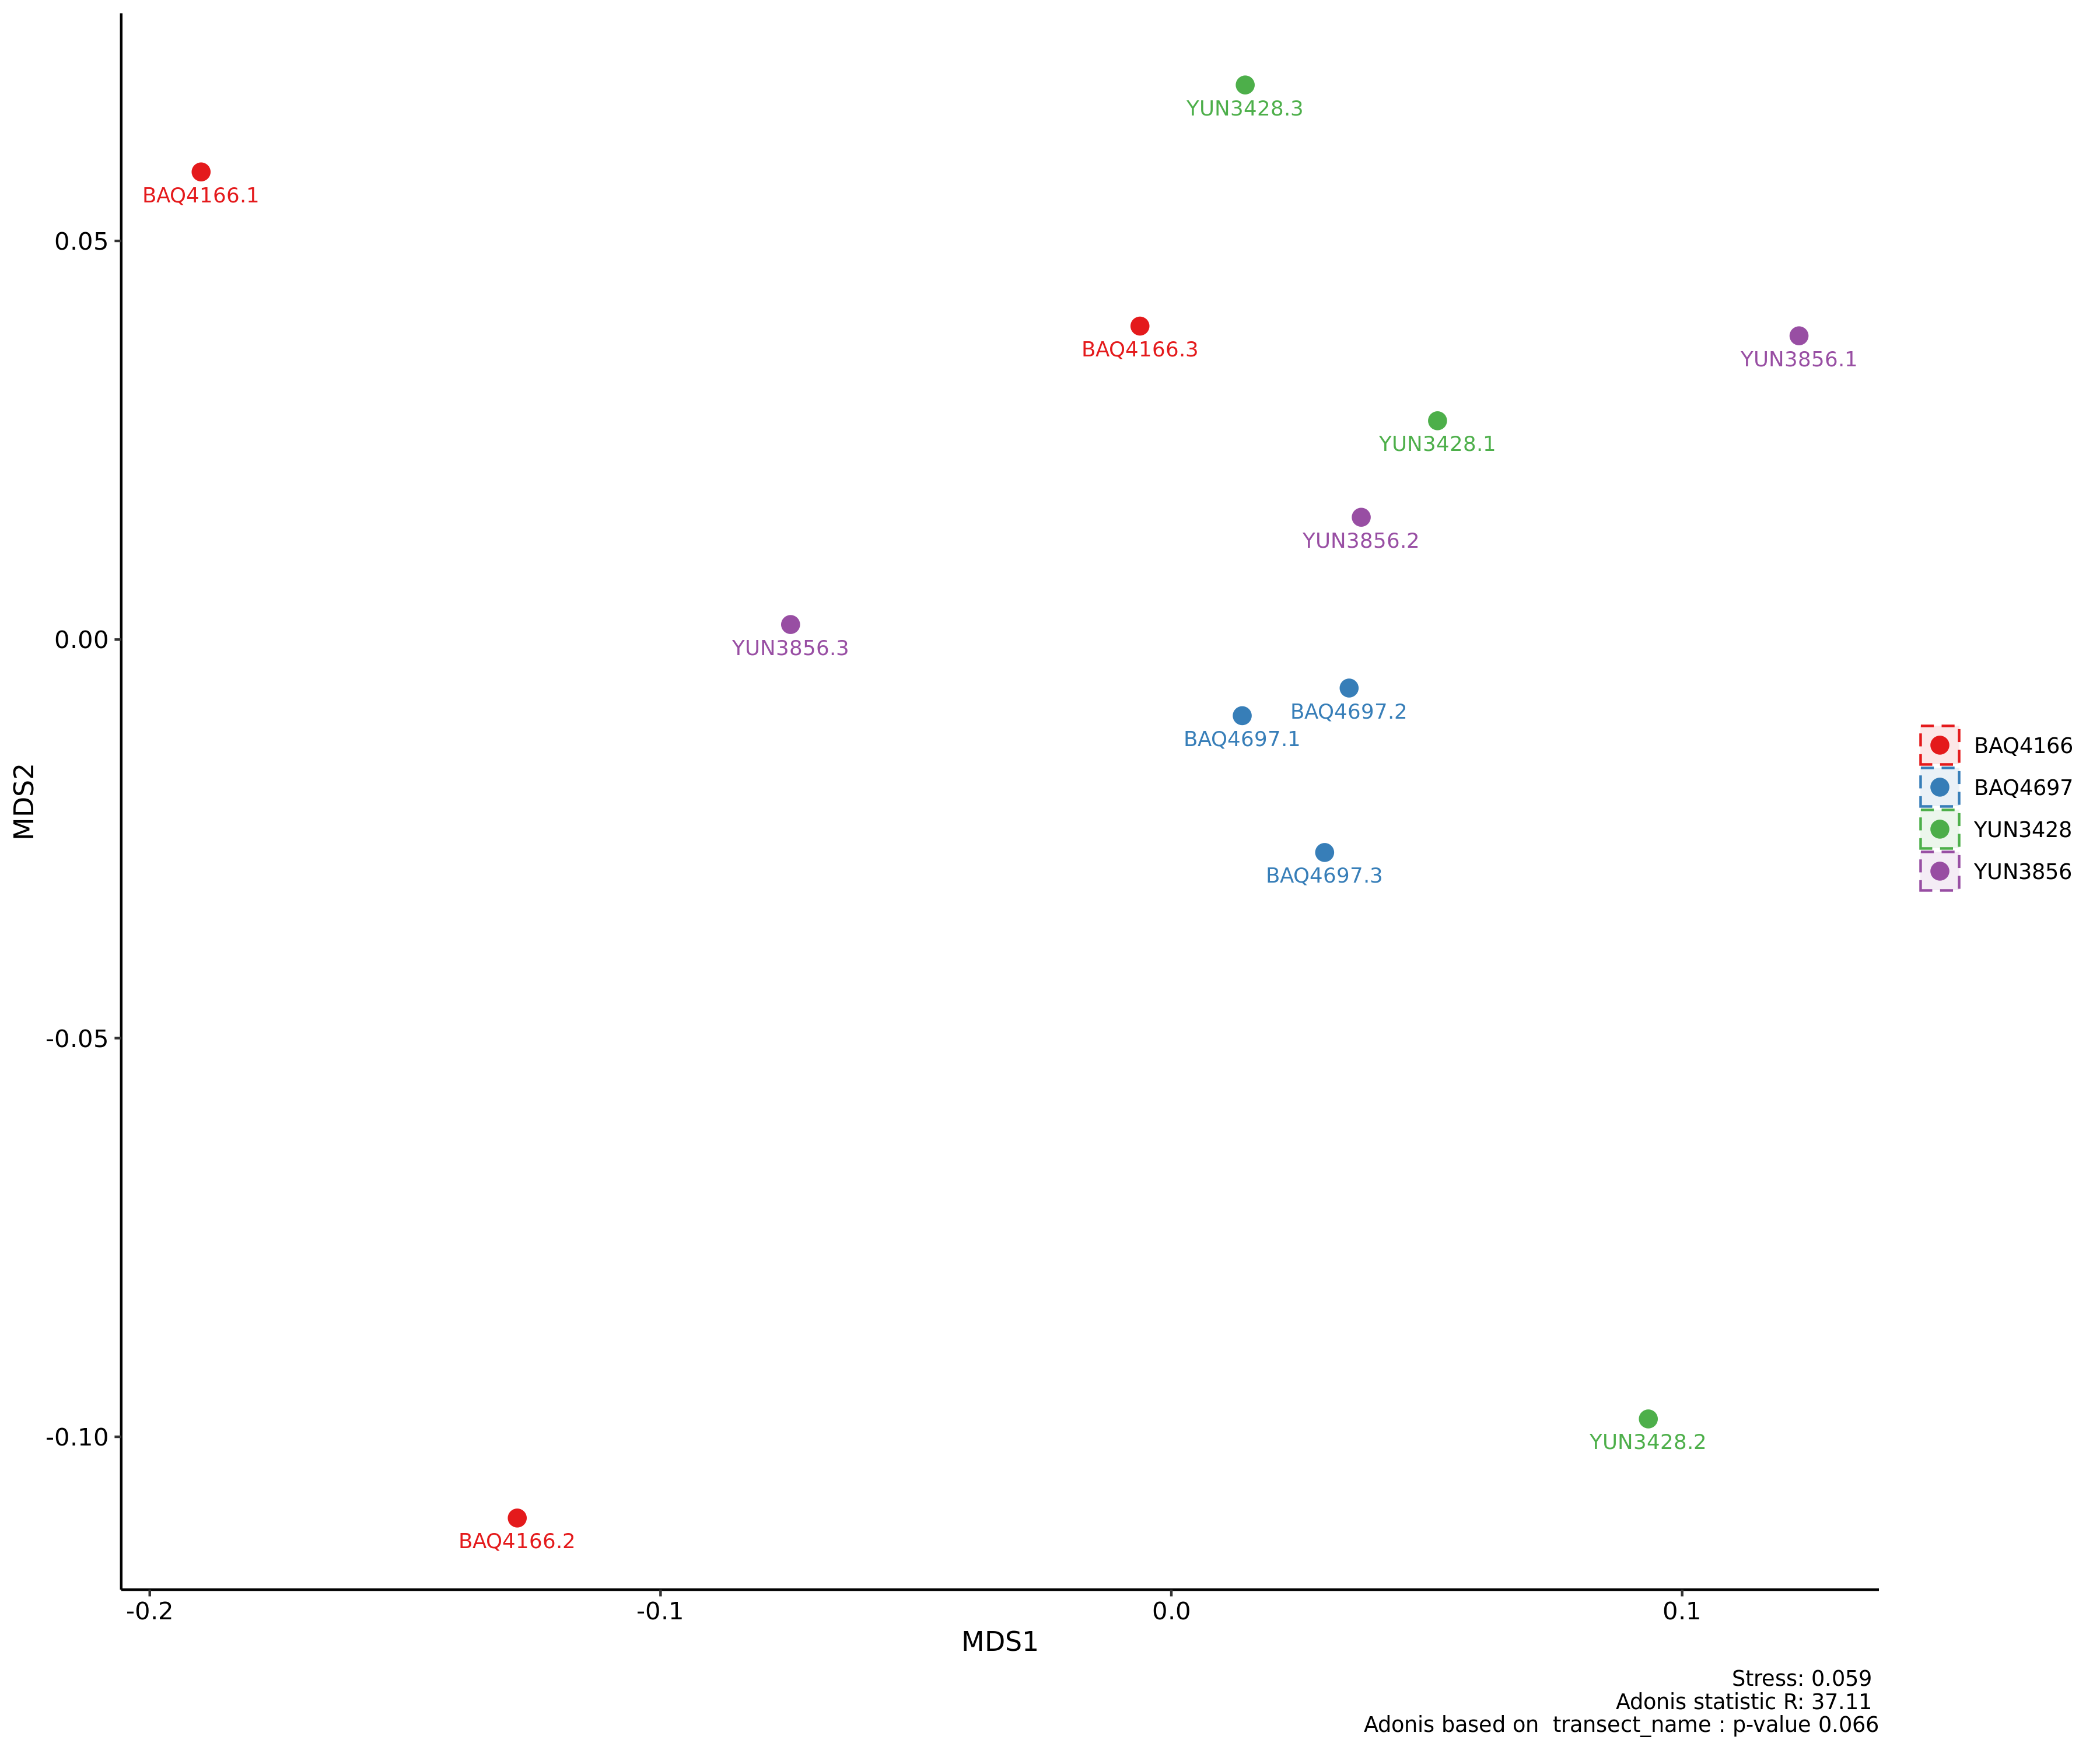 YUN3428.3
BAQ4166.1
0.05
BAQ4166.3
YUN3856.1
YUN3428.1
YUN3856.2
0.00
YUN3856.3
BAQ4697.2
BAQ4697.1
BAQ4166
BAQ4697
YUN3428
YUN3856
MDS2
BAQ4697.3
-0.05
-0.10
YUN3428.2
BAQ4166.2
-0.2 -0.1 0.0 0.1
MDS1
Stress: 0.059
Adonis statistic R: 37.11
Adonis based on  transect_name : p-value 0.066